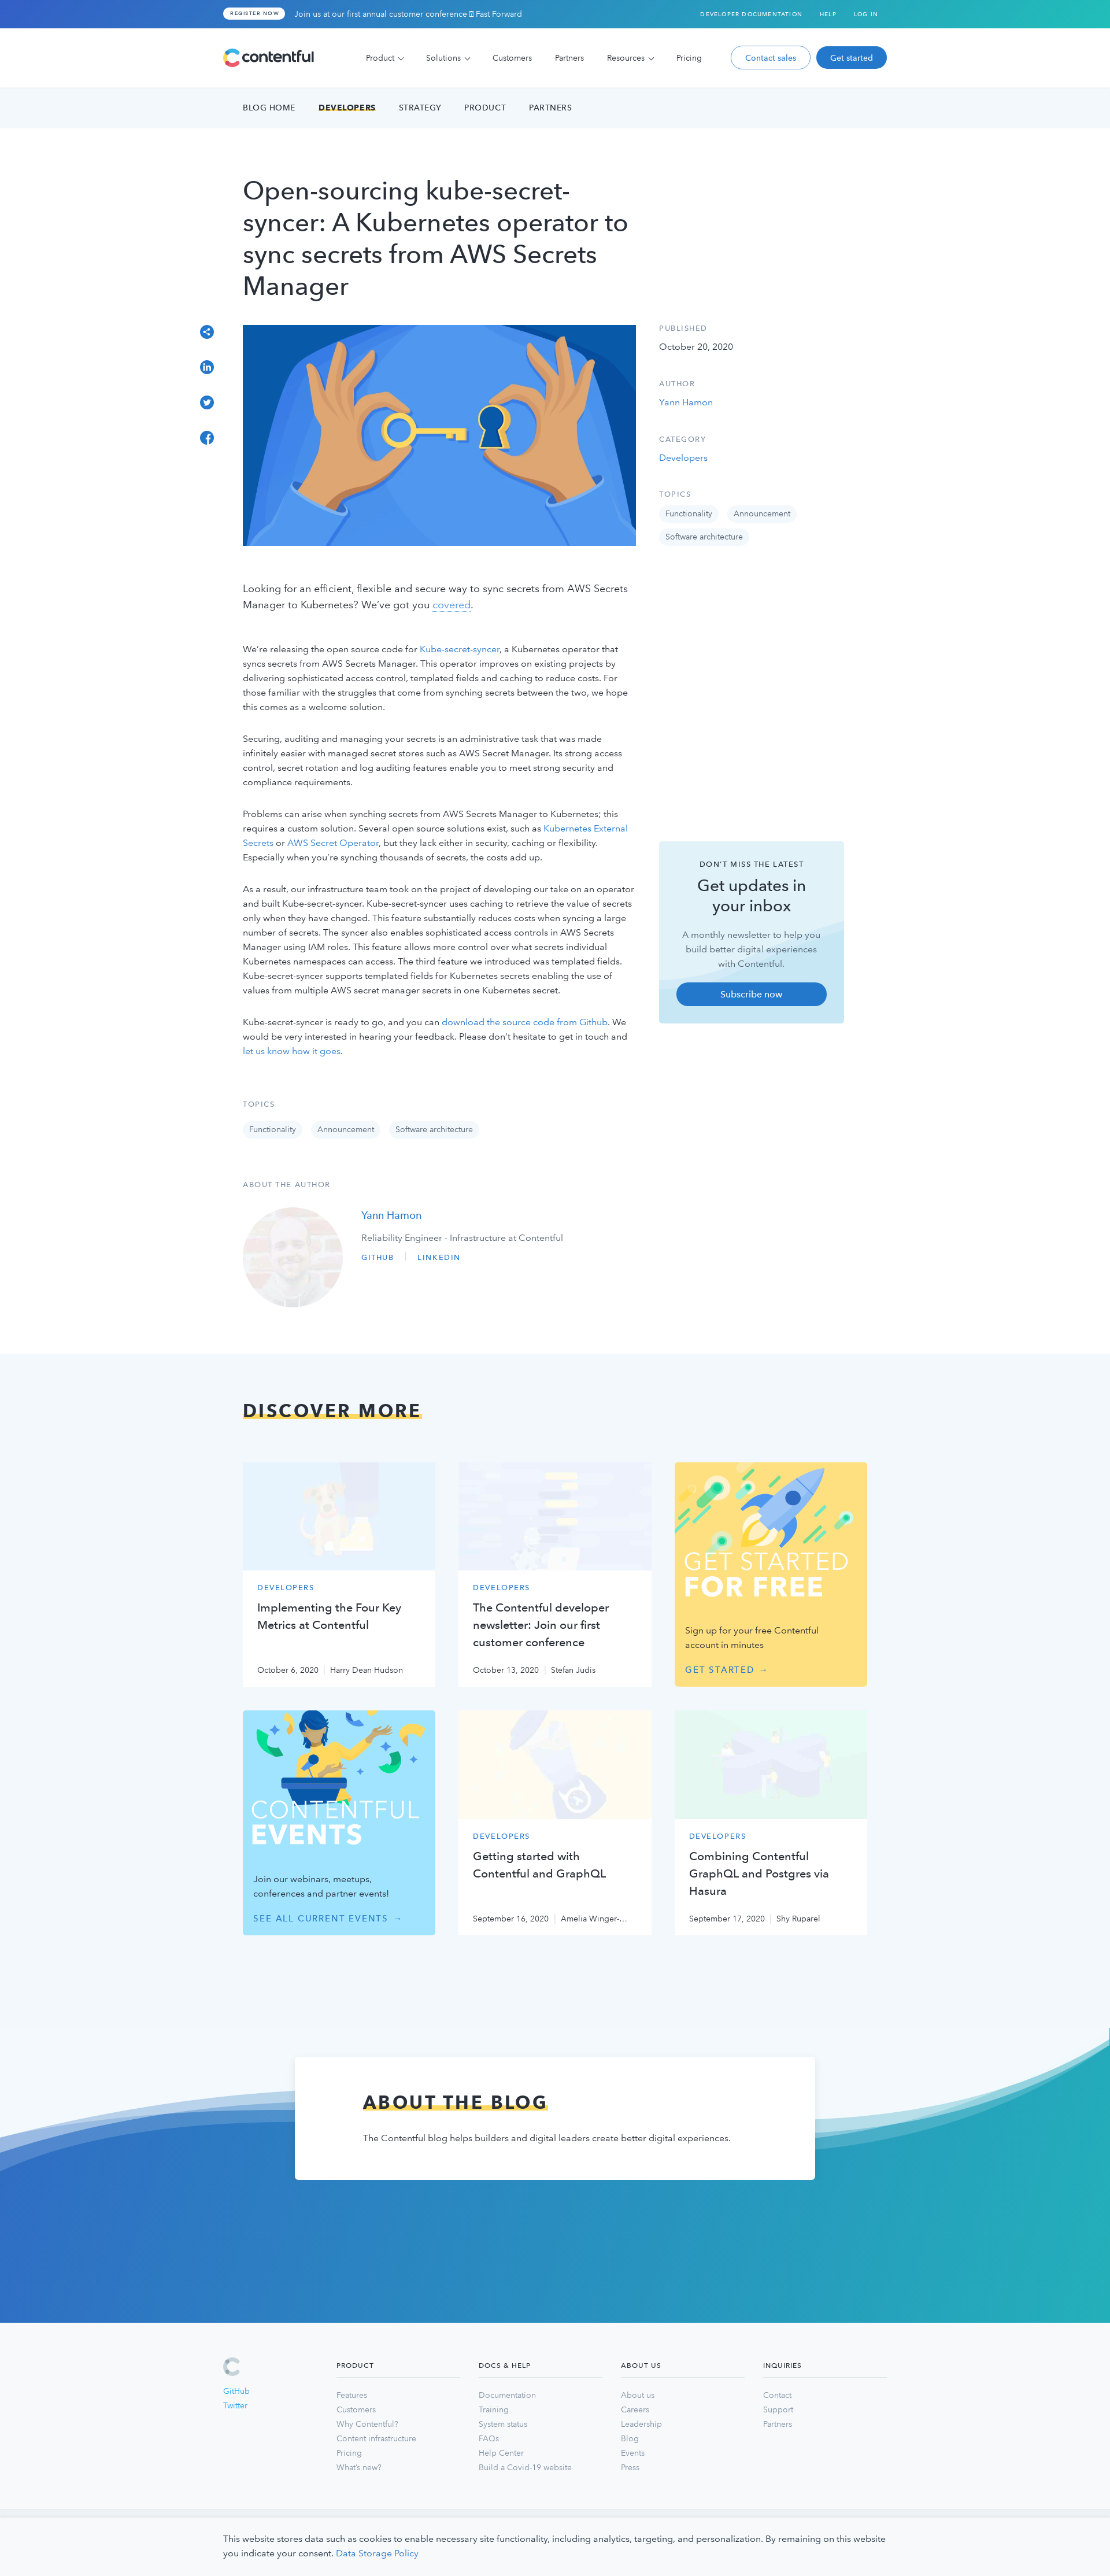 REGISTER NOW
Join us at our first annual customer conference Fast Forward
DEVELOPER DOCUMENTATION
HELP
LOG IN
contentful
Product
Solutions
Customers
Partners
Resources
Pricing
Contact sales
Get started
BLOG HOME
DEVELOPERS
STRATEGY
PRODUCT
PARTNERS
Open-sourcing kube-secret-
syncer: A Kubernetes operator to
sync secrets from AWS Secrets
Manager
PUBLISHED
October 20, 2020
AUTHOR
Yann Hamon
CATEGORY
Developers
TOPICS
Functionality
Announcement
Software architecture
Looking for an efficient, flexible and secure way to sync secrets from AWS Secrets
Manager to Kubernetes? We’ve got you covered.
We’re releasing the open source code for Kube-secret-syncer, a Kubernetes operator that
syncs secrets from AWS Secrets Manager. This operator improves on existing projects by
delivering sophisticated access control, templated fields and caching to reduce costs. For
those familiar with the struggles that come from synching secrets between the two, we hope
this comes as a welcome solution.
Securing, auditing and managing your secrets is an administrative task that was made
infinitely easier with managed secret stores such as AWS Secret Manager. Its strong access
control, secret rotation and log auditing features enable you to meet strong security and
compliance requirements.
Problems can arise when synching secrets from AWS Secrets Manager to Kubernetes; this
requires a custom solution. Several open source solutions exist, such as Kubernetes External
Secrets or AWS Secret Operator, but they lack either in security, caching or flexibility.
Especially when you’re synching thousands of secrets, the costs add up.
As a result, our infrastructure team took on the project of developing our take on an operator
and built Kube-secret-syncer. Kube-secret-syncer uses caching to retrieve the value of secrets
only when they have changed. This feature substantially reduces costs when syncing a large
number of secrets. The syncer also enables sophisticated access controls in AWS Secrets
Manager using IAM roles. This feature allows more control over what secrets individual
Kubernetes namespaces can access. The third feature we introduced was templated fields.
Kube-secret-syncer supports templated fields for Kubernetes secrets enabling the use of
values from multiple AWS secret manager secrets in one Kubernetes secret.
Kube-secret-syncer is ready to go, and you can download the source code from Github. We
would be very interested in hearing your feedback. Please don’t hesitate to get in touch and
let us know how it goes.
DON'T MISS THE LATEST
Get updates in
your inbox
A monthly newsletter to help you
build better digital experiences
with Contentful.
Subscribe now
TOPICS
Functionality
Announcement
Software architecture
ABOUT THE AUTHOR
Yann Hamon
Reliability Engineer - Infrastructure at Contentful
GITHUB
LINKEDIN
DISCOVER MORE
DEVELOPERS
Implementing the Four Key
Metrics at Contentful
October 6, 2020
Harry Dean Hudson
DEVELOPERS
The Contentful developer
newsletter: Join our first
customer conference
October 13, 2020
Stefan Judis
GET STARTED
FOR FREE
Sign up for your free Contentful
account in minutes
GET STARTED →
CONTENTFUL
EVENTS
Join our webinars, meetups,
conferences and partner events!
SEE ALL CURRENT EVENTS →
DEVELOPERS
Getting started with
Contentful and GraphQL
September 16, 2020
Amelia Winger-...
DEVELOPERS
Combining Contentful
GraphQL and Postgres via
Hasura
September 17, 2020
Shy Ruparel
ABOUT THE BLOG
The Contentful blog helps builders and digital leaders create better digital experiences.
GitHub
Twitter
PRODUCT
Features
Customers
Why Contentful?
Content infrastructure
Pricing
What's new?
DOCS & HELP
Documentation
Training
System status
FAQs
Help Center
Build a Covid-19 website
ABOUT US
About us
Careers
Leadership
Blog
Events
Press
INQUIRIES
Contact
Support
Partners
This website stores data such as cookies to enable necessary site functionality, including analytics, targeting, and personalization. By remaining on this website
you indicate your consent. Data Storage Policy